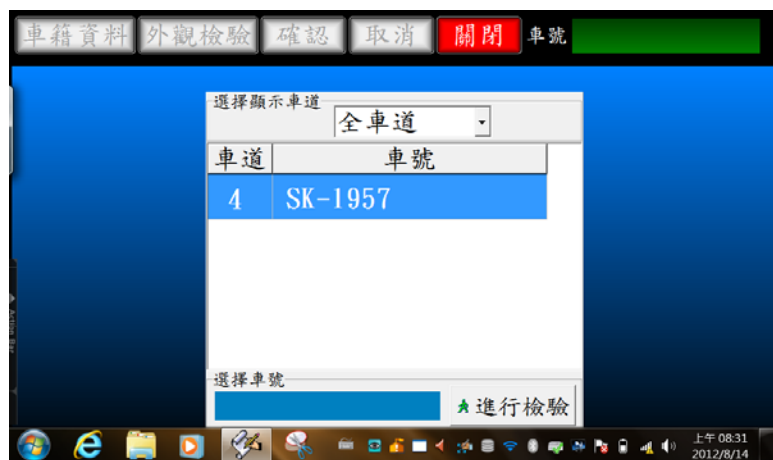 車籍資料 外觀檢驗 確認 取消 關閉 車號
選擇顯示車道
全車道
車道 車號
4 SK-1957
選擇車號
進行檢驗
Action Bar
上午 08:31
2012/8/14